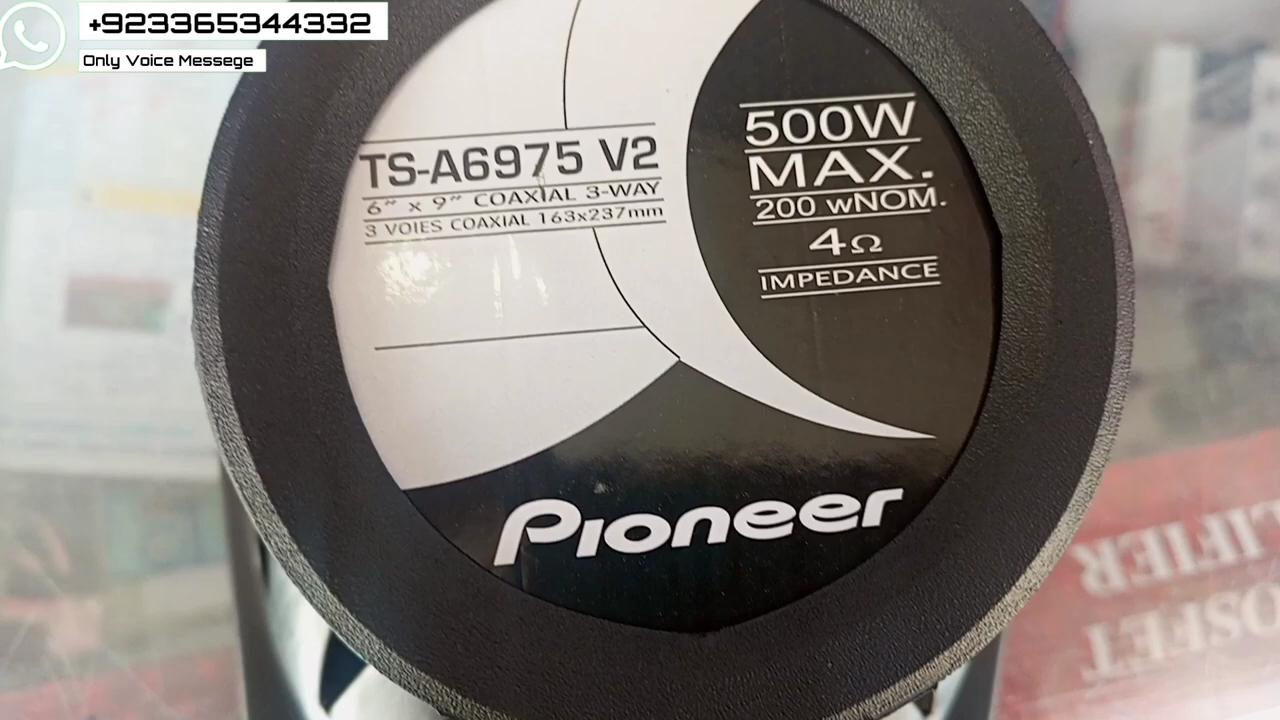 +923365344332
Only Voice Messege
TS-A6975 V2
6" x 9" COAXIAL 3-WAY
3 VOIES COAXIAL 163x237mm
500W
MAX.
200 wNOM.
4Ω
IMPEDANCE
Pioneer